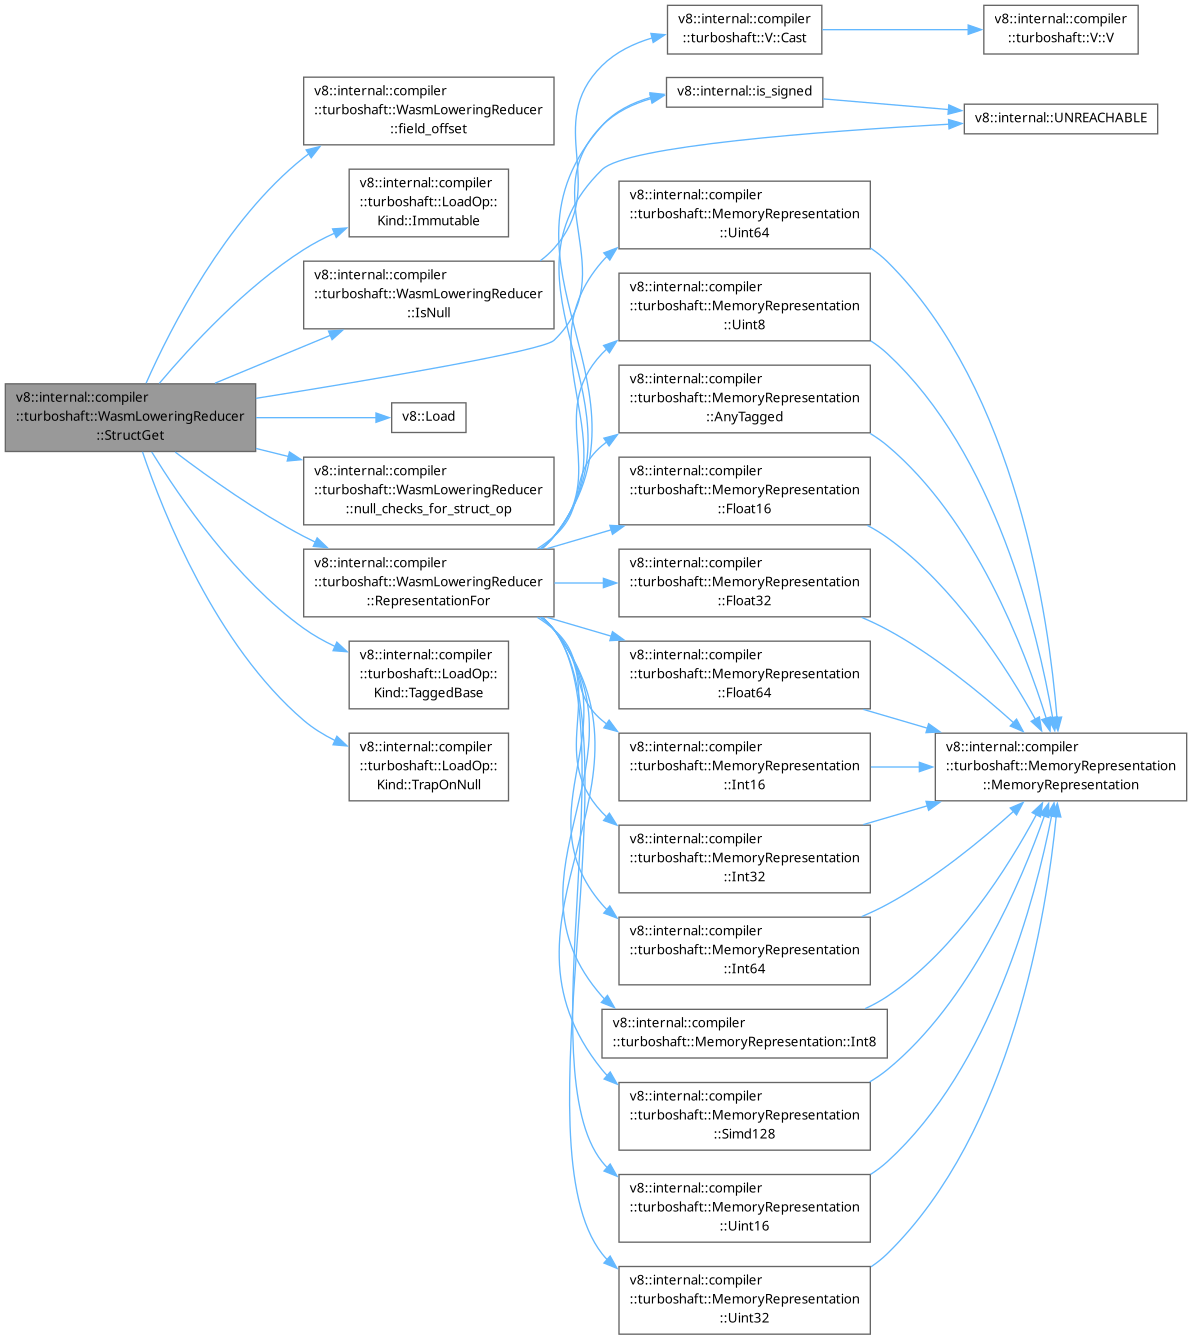 v8::internal::compiler
::turboshaft::WasmLoweringReducer
::StructGet
v8::internal::compiler
::turboshaft::WasmLoweringReducer
::field_offset
v8::internal::compiler
::turboshaft::LoadOp::
Kind::Immutable
v8::internal::compiler
::turboshaft::WasmLoweringReducer
::IsNull
v8::Load
v8::internal::compiler
::turboshaft::WasmLoweringReducer
::null_checks_for_struct_op
v8::internal::compiler
::turboshaft::WasmLoweringReducer
::RepresentationFor
v8::internal::compiler
::turboshaft::LoadOp::
Kind::TaggedBase
v8::internal::compiler
::turboshaft::LoadOp::
Kind::TrapOnNull
v8::internal::compiler
::turboshaft::V::Cast
v8::internal::is_signed
v8::internal::compiler
::turboshaft::MemoryRepresentation
::Uint64
v8::internal::compiler
::turboshaft::MemoryRepresentation
::Uint8
v8::internal::compiler
::turboshaft::MemoryRepresentation
::AnyTagged
v8::internal::compiler
::turboshaft::MemoryRepresentation
::Float16
v8::internal::compiler
::turboshaft::MemoryRepresentation
::Float32
v8::internal::compiler
::turboshaft::MemoryRepresentation
::Float64
v8::internal::compiler
::turboshaft::MemoryRepresentation
::Int16
v8::internal::compiler
::turboshaft::MemoryRepresentation
::Int32
v8::internal::compiler
::turboshaft::MemoryRepresentation
::Int64
v8::internal::compiler
::turboshaft::MemoryRepresentation::Int8
v8::internal::compiler
::turboshaft::MemoryRepresentation
::Simd128
v8::internal::compiler
::turboshaft::MemoryRepresentation
::Uint16
v8::internal::compiler
::turboshaft::MemoryRepresentation
::Uint32
v8::internal::compiler
::turboshaft::V::V
v8::internal::UNREACHABLE
v8::internal::compiler
::turboshaft::MemoryRepresentation
::MemoryRepresentation